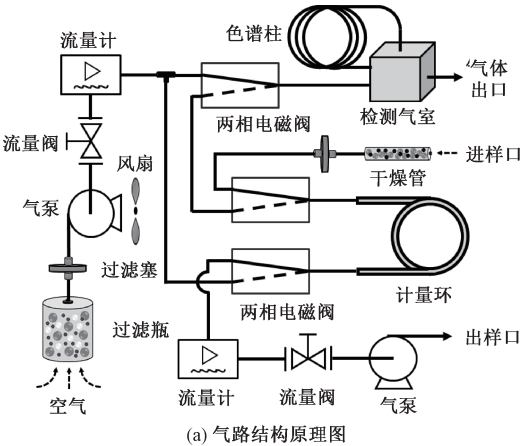 流量计
色谱柱
气体
出口
流量阀
两相电磁阀
检测气室
风扇
进样口
气泵
干燥管
过滤塞
计量环
过滤瓶
两相电磁阀
出样口
空气
流量计
流量阀
气泵
(a) 气路结构原理图